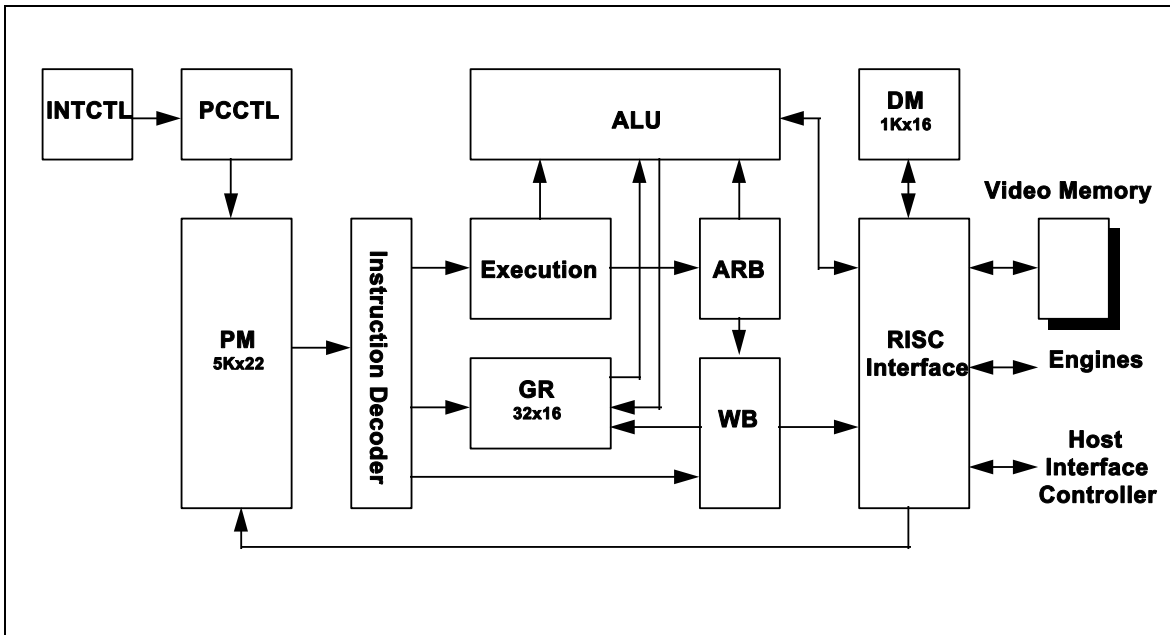 INTCTL
PCCTL
ALU
DM
1Kx16
Video Memory
Instruction Decoder
Execution
ARB
PM
5Kx22
RISC
Interface
Engines
GR
32x16
WB
Host
Interface
Controller